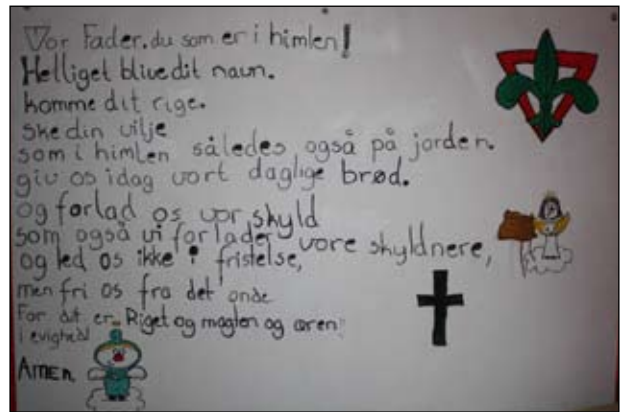 Vor Fader. du som er i himlen!
Helliget blive dit navn.
komme dit rige.
ske din vilje
som i himlen således også på jorden.
giv os idag vort daglige brød.
og forlad os vor skyld
som også vi forlader vore skyldnere,
og led os ikke i fristelse,
men fri os fra det onde
For dit er Riget og magten og æren
i evighed
Amen